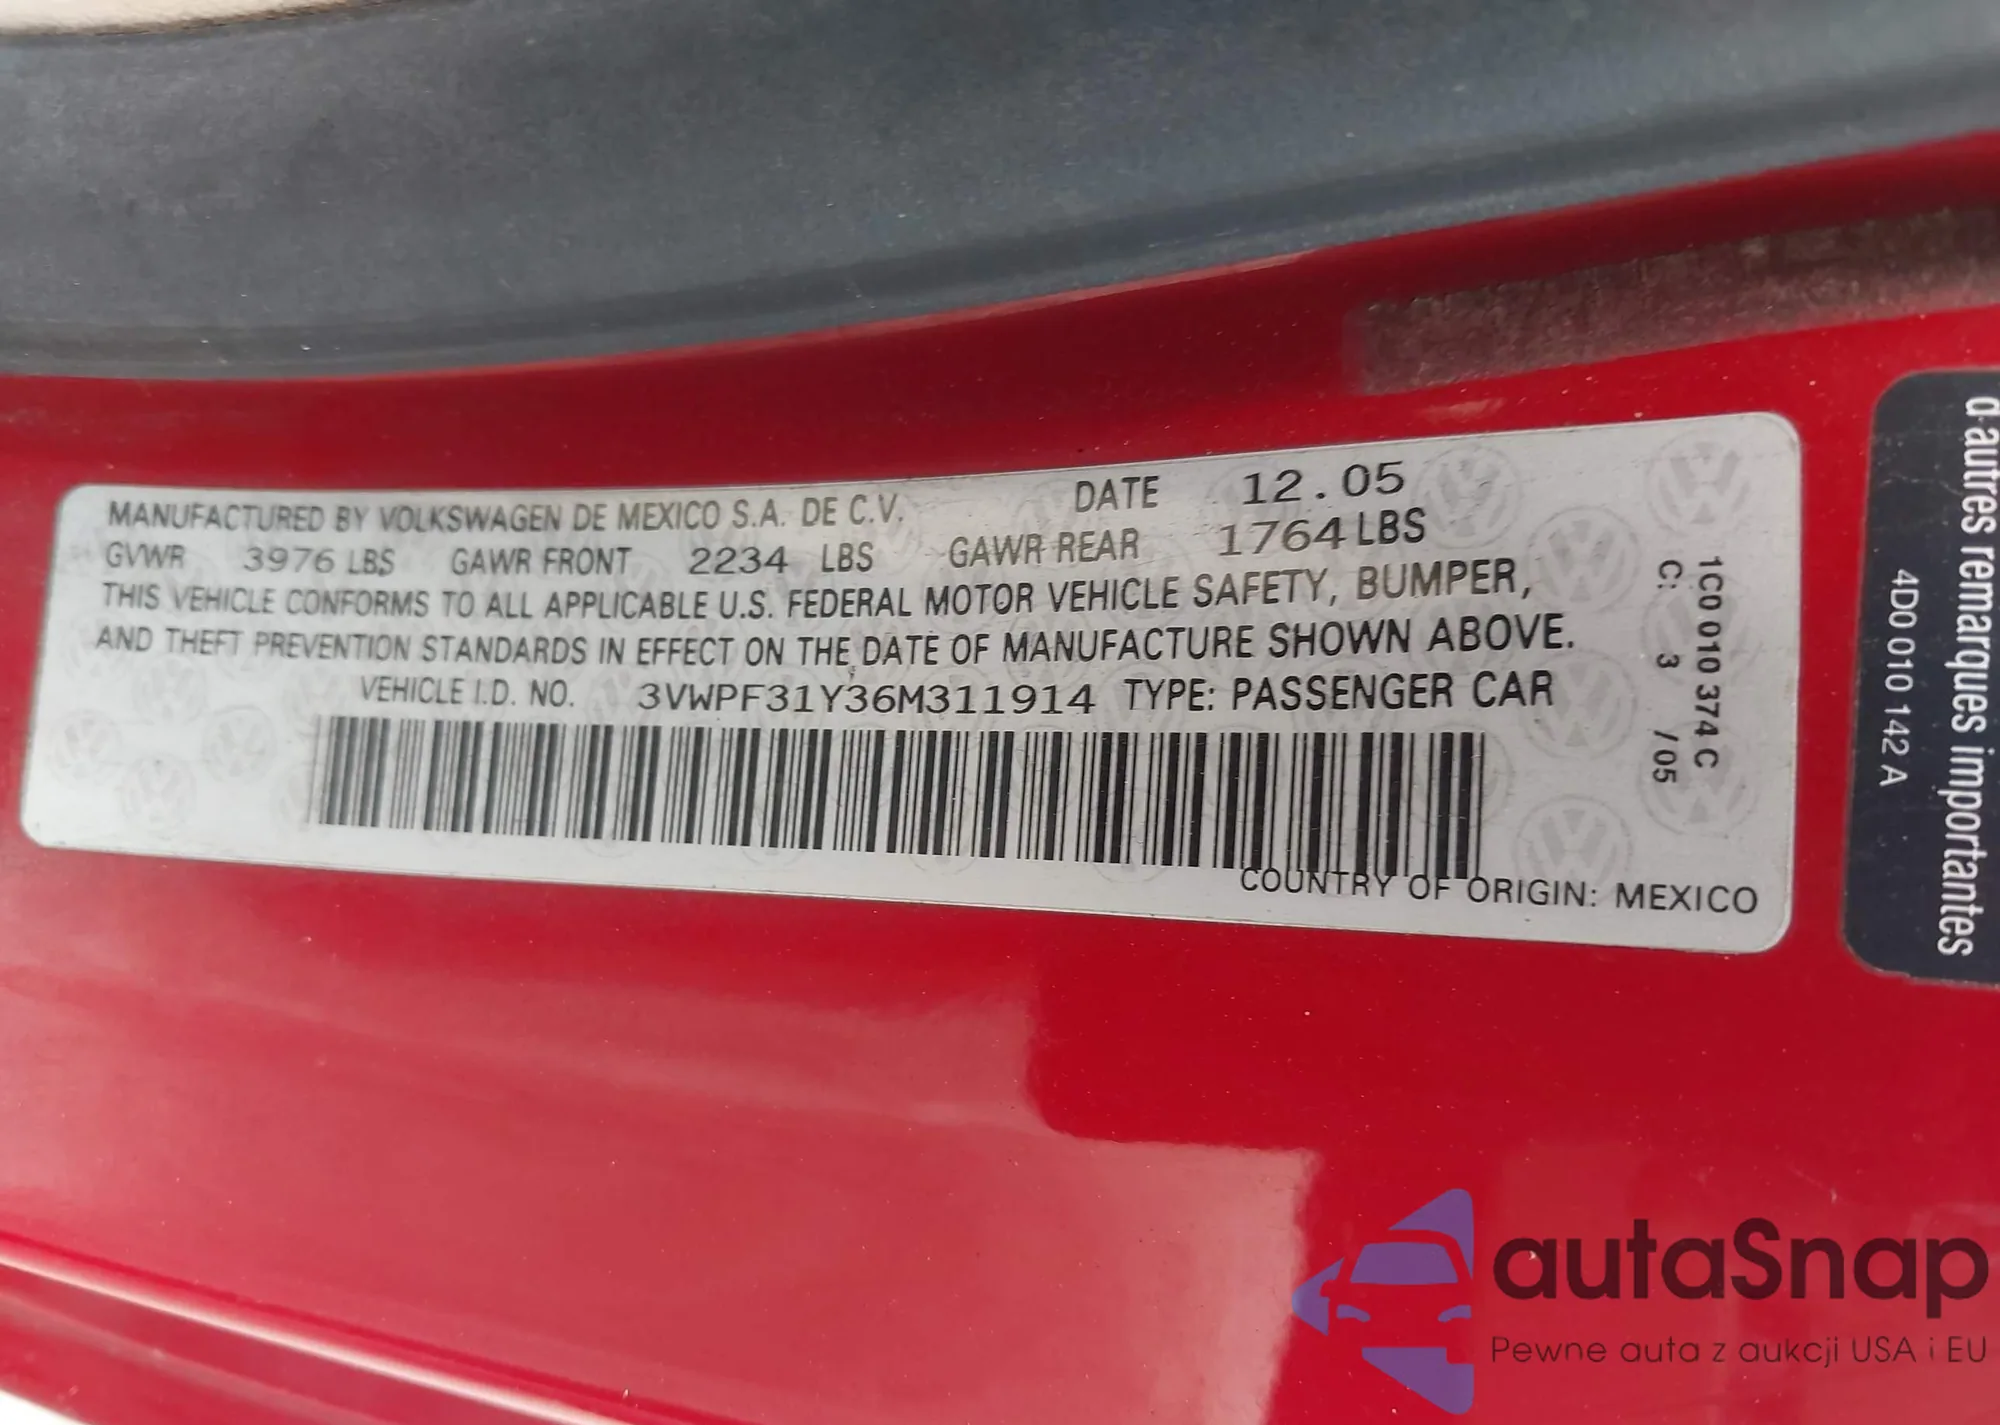 MANUFACTURED BY VOLKSWAGEN DE MEXICO S.A. DE C.V. DATE 12.05
GVWR 3976 LBS GAWR FRONT 2234 LBS GAWR REAR 1764 LBS
THIS VEHICLE CONFORMS TO ALL APPLICABLE U.S. FEDERAL MOTOR VEHICLE SAFETY, BUMPER,
AND THEFT PREVENTION STANDARDS IN EFFECT ON THE DATE OF MANUFACTURE SHOWN ABOVE.
VEHICLE I.D. NO. 3VWPF31Y36M311914 TYPE: PASSENGER CAR
COUNTRY OF ORIGIN: MEXICO
1C0 010 374 C
C: 3 /05
d'autres remarques importantes
4D0 010 142 A
autaSnap
Pewne auta z aukcji USA i EU